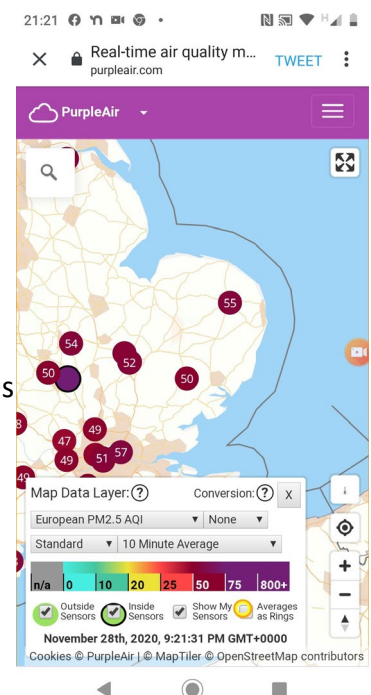 21:21
Real-time air quality m...
purpleair.com
TWEET
PurpleAir
55
54
52
50
50
S
49
8
47
57
51
49
49
Map Data Layer: ?
Conversion: ?
X
European PM2.5 AQI
None
Standard
10 Minute Average
n/a 0 10 20 25 50 75 800+
Outside Sensors
Inside Sensors
Show My Sensors
Averages as Rings
November 28th, 2020, 9:21:31 PM GMT+0000
Cookies © PurpleAir | © MapTiler © OpenStreetMap contributors